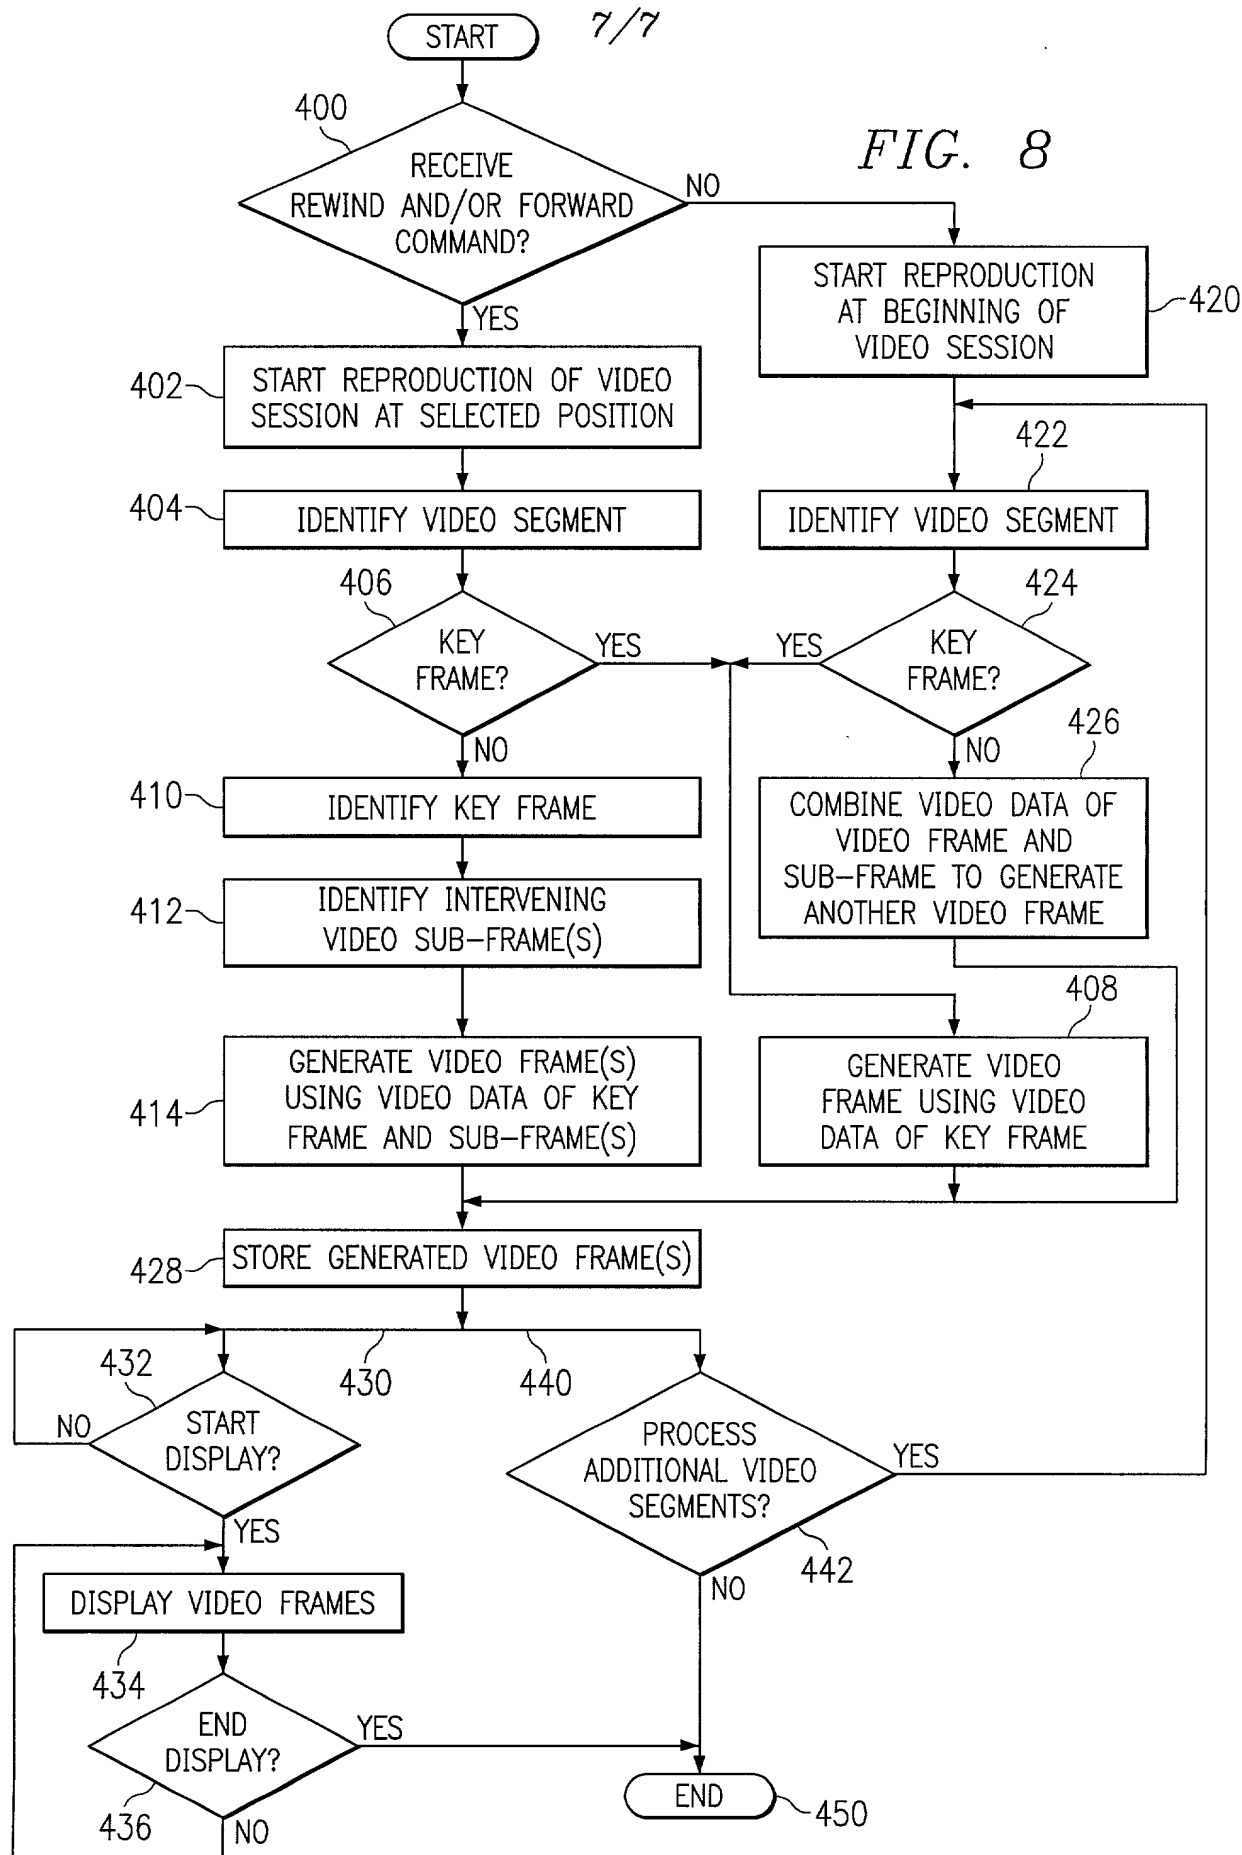 START
7/7
FIG. 8
400
RECEIVE
REWIND AND/OR FORWARD
COMMAND?
NO
YES
START REPRODUCTION
AT BEGINNING OF
VIDEO SESSION
420
402
START REPRODUCTION OF VIDEO
SESSION AT SELECTED POSITION
422
404
IDENTIFY VIDEO SEGMENT
IDENTIFY VIDEO SEGMENT
406
KEY
FRAME?
YES
NO
424
YES
KEY
FRAME?
NO
426
410
IDENTIFY KEY FRAME
COMBINE VIDEO DATA OF
VIDEO FRAME AND
SUB-FRAME TO GENERATE
ANOTHER VIDEO FRAME
412
IDENTIFY INTERVENING
VIDEO SUB-FRAME(S)
408
414
GENERATE VIDEO FRAME(S)
USING VIDEO DATA OF KEY
FRAME AND SUB-FRAME(S)
GENERATE VIDEO
FRAME USING VIDEO
DATA OF KEY FRAME
428
STORE GENERATED VIDEO FRAME(S)
430
440
432
NO
START
DISPLAY?
YES
PROCESS
ADDITIONAL VIDEO
SEGMENTS?
YES
442
NO
DISPLAY VIDEO FRAMES
434
END
DISPLAY?
YES
436
NO
END
450